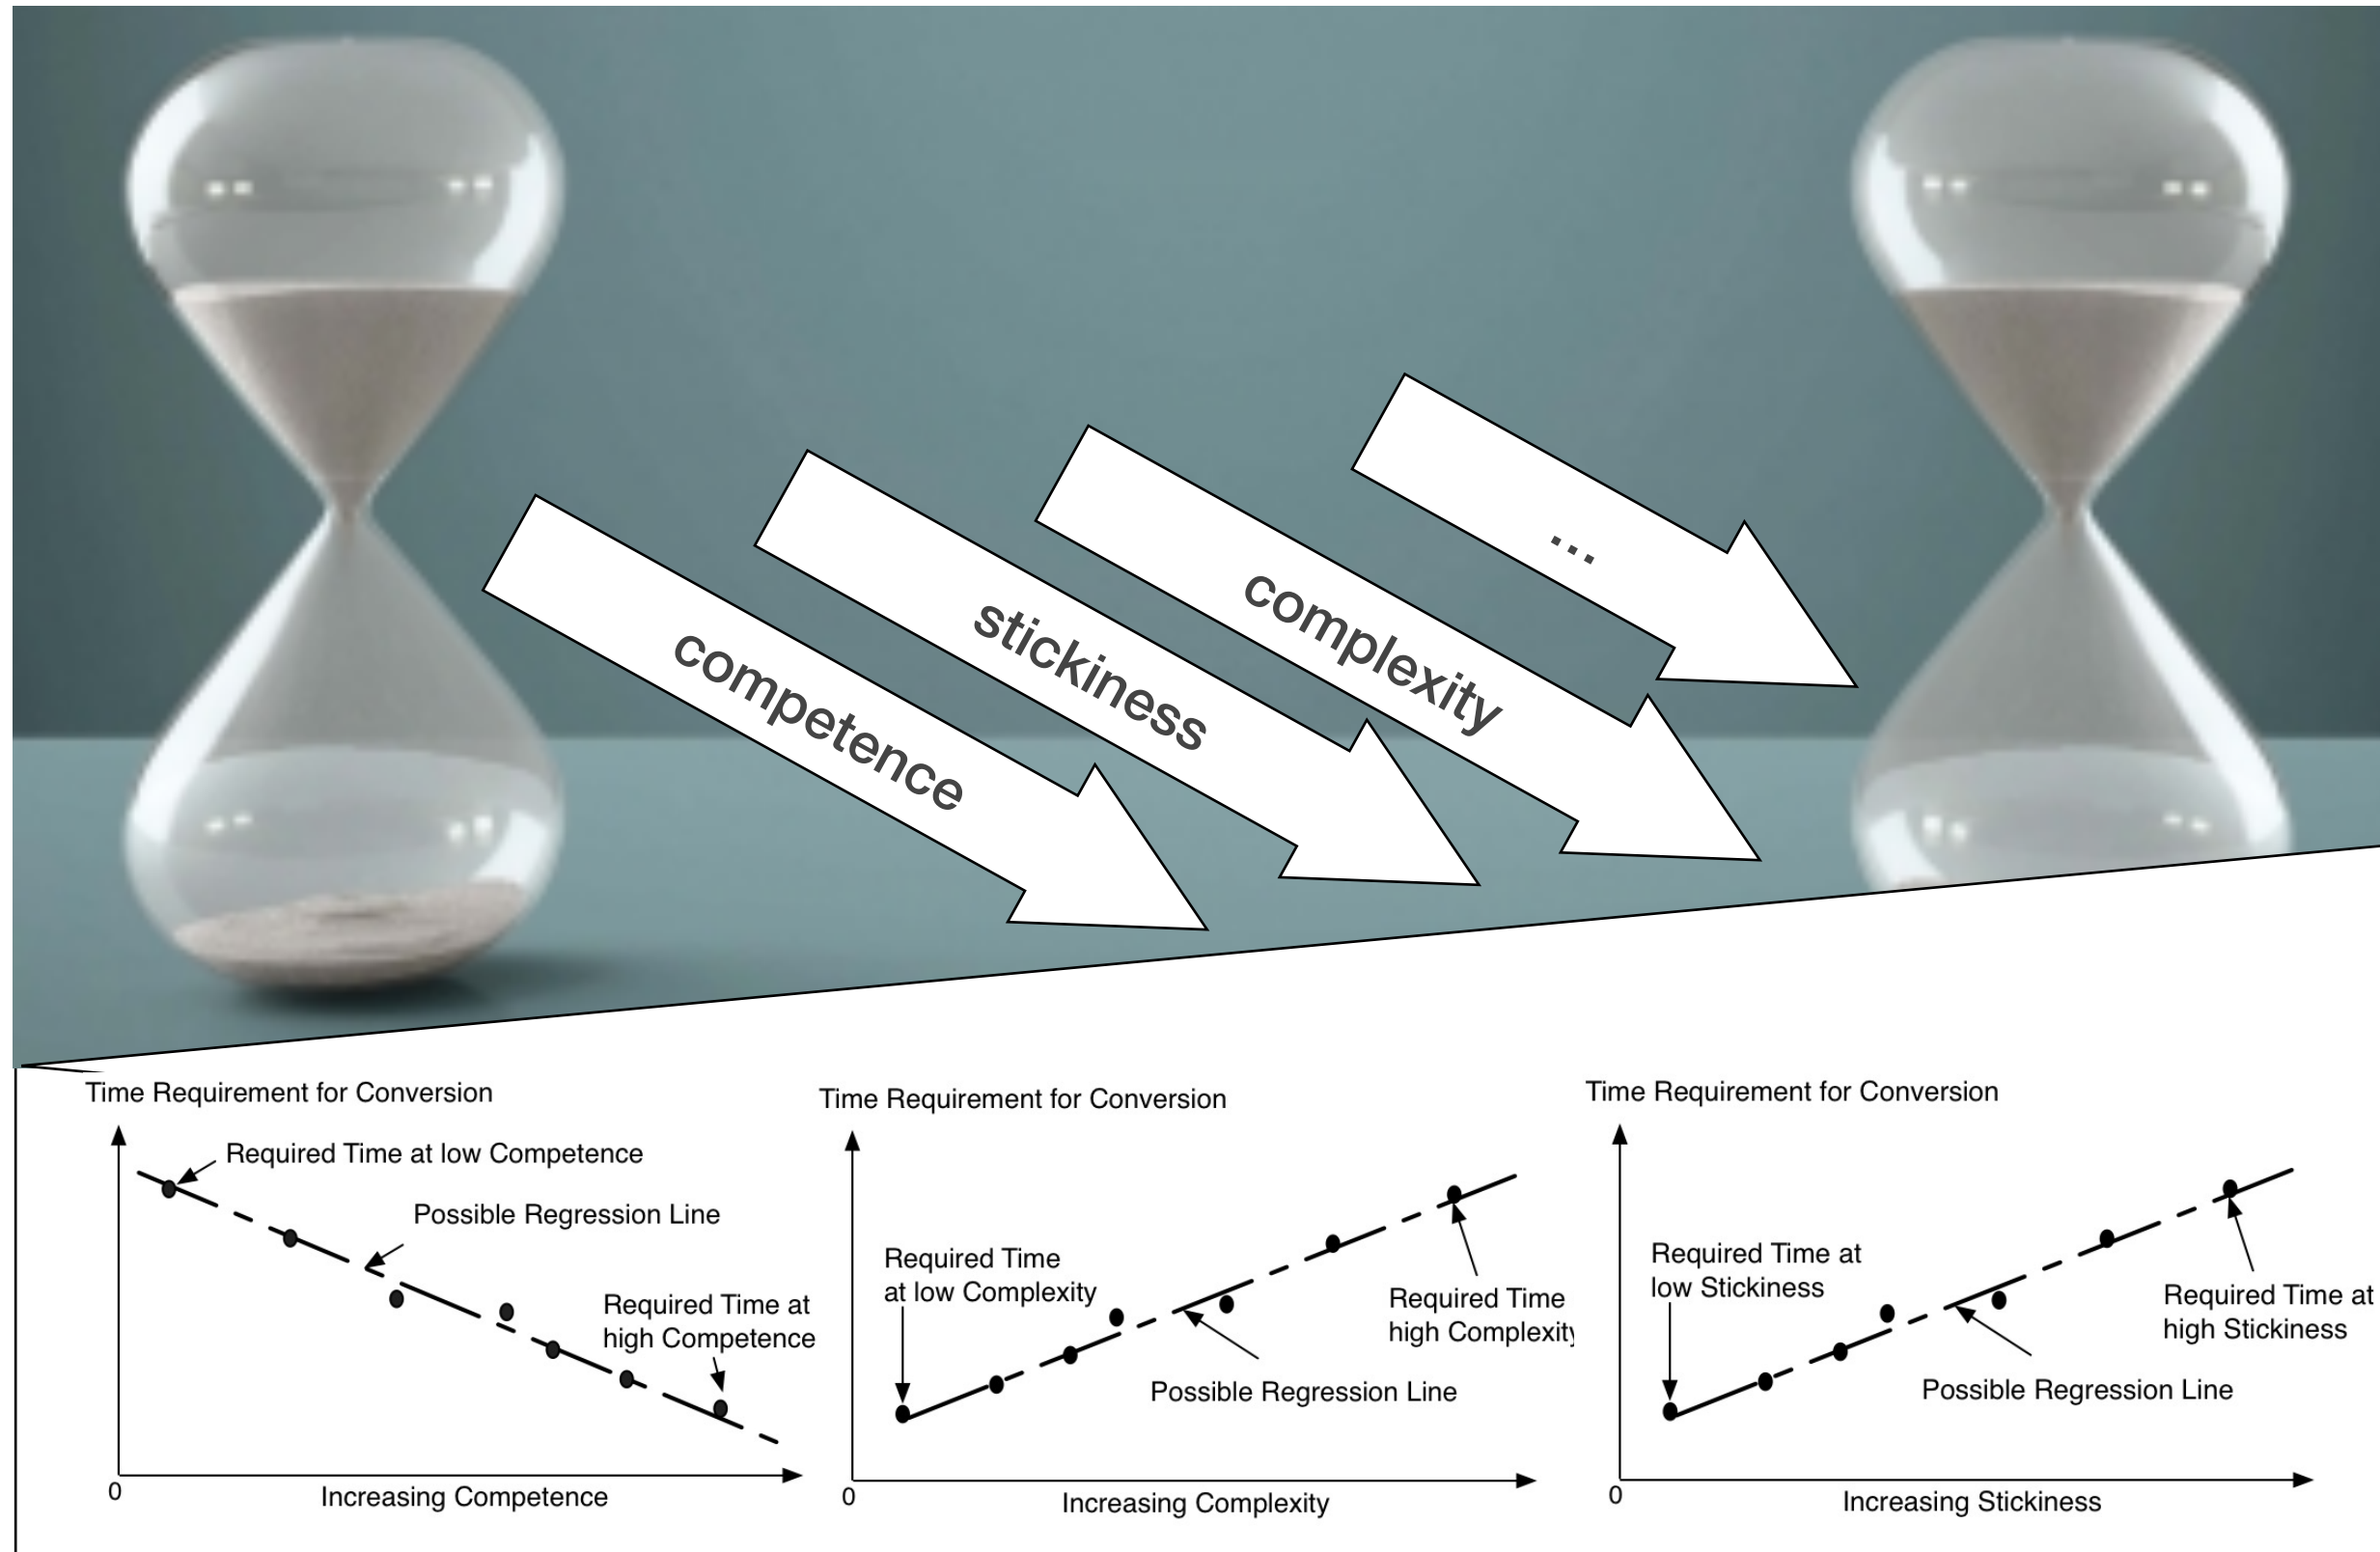 competence
stickiness
complexity
...
Time Requirement for Conversion
Required Time at low Competence
Possible Regression Line
Required Time at
high Competence
0
Increasing Competence
Time Requirement for Conversion
Required Time
at low Complexity
Required Time
high Complexity
Possible Regression Line
0
Increasing Complexity
Time Requirement for Conversion
Required Time at
low Stickiness
Required Time at
high Stickiness
Possible Regression Line
0
Increasing Stickiness